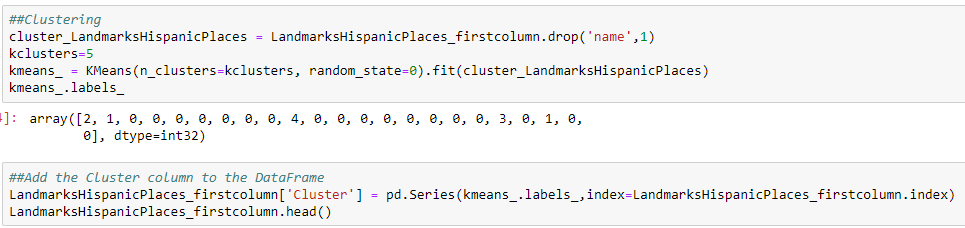 ##Clustering
cluster_LandmarksHispanicPlaces = LandmarksHispanicPlaces_firstcolumn.drop('name',1)
kclusters=5
kmeans_ = KMeans(n_clusters=kclusters, random_state=0).fit(cluster_LandmarksHispanicPlaces)
kmeans_.labels_
]: array([2, 1, 0, 0, 0, 0, 0, 0, 0, 4, 0, 0, 0, 0, 0, 0, 0, 0, 3, 0, 1, 0,
0], dtype=int32)
##Add the Cluster column to the DataFrame
LandmarksHispanicPlaces_firstcolumn['Cluster'] = pd.Series(kmeans_.labels_,index=LandmarksHispanicPlaces_firstcolumn.index)
LandmarksHispanicPlaces_firstcolumn.head()